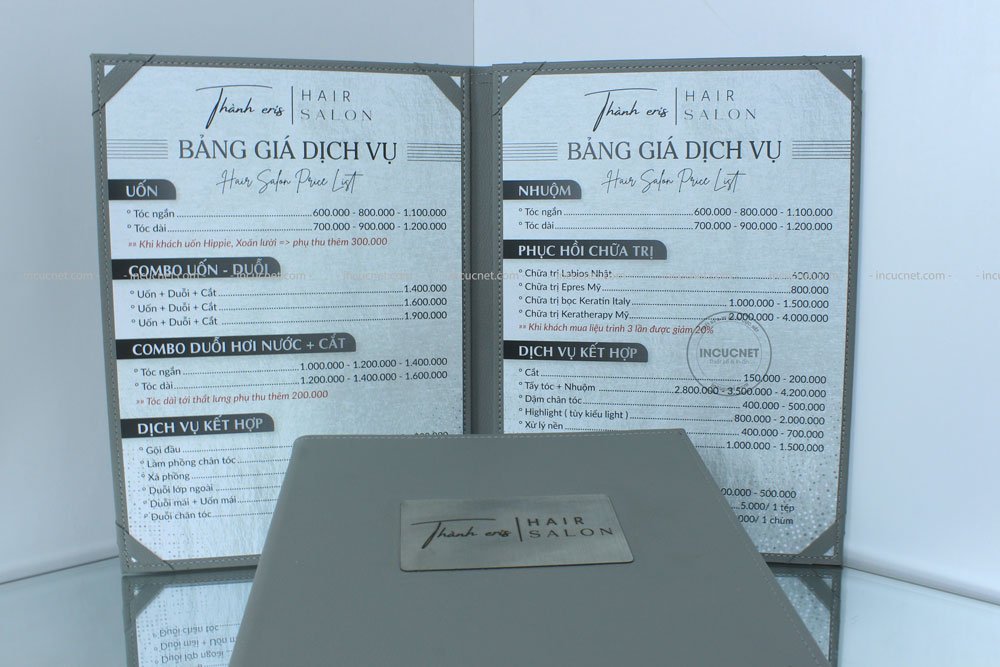 Thành eris | HAIR SALON
BẢNG GIÁ DỊCH VỤ
Hair Salon Price List
UỐN
° Tóc ngắn 600.000 - 800.000 - 1.100.000
° Tóc dài 700.000 - 900.000 - 1.200.000
»» Khi khách uốn Hippie, Xoăn lười => phụ thu thêm 300.000
COMBO UỐN - DUỖI
° Uốn + Duỗi + Cắt 1.400.000
° Uốn + Duỗi + Cắt 1.600.000
° Uốn + Duỗi + Cắt 1.900.000
COMBO DUỖI HƠI NƯỚC + CẮT
° Tóc ngắn 1.000.000 - 1.200.000 - 1.400.000
° Tóc dài 1.200.000 - 1.400.000 - 1.600.000
»» Tóc dài tới thắt lưng phụ thu thêm 200.000
DỊCH VỤ KẾT HỢP
° Gội đầu
° Làm phồng chân tóc
° Xả phồng
° Duỗi lớp ngoài
° Duỗi mái + Uốn mái
° Duỗi chân tóc
Thành eris | HAIR SALON
BẢNG GIÁ DỊCH VỤ
Hair Salon Price List
NHUỘM
° Tóc ngắn 600.000 - 800.000 - 1.100.000
° Tóc dài 700.000 - 900.000 - 1.200.000
PHỤC HỒI CHỮA TRỊ
° Chữa trị Labios Nhật 600.000
° Chữa trị Epres Mỹ 800.000
° Chữa trị bọc Keratin Italy 1.000.000 - 1.500.000
° Chữa trị Keratherapy Mỹ 2.000.000 - 4.000.000
»» Khi khách mua liệu trình 3 lần được giảm 20%
DỊCH VỤ KẾT HỢP
° Cắt 150.000 - 200.000
° Tẩy tóc + Nhuộm 2.800.000 - 3.500.000 - 4.200.000
° Dặm chân tóc 400.000 - 500.000
° Highlight ( tùy kiểu light ) 800.000 - 2.000.000
° Xử lý nền 400.000 - 700.000
1.000.000 - 1.500.000
00.000 - 500.000
5.000/ 1 tệp
000/ 1 chùm
Thành eris | HAIR SALON
- incucnet.com -
INCUCNET